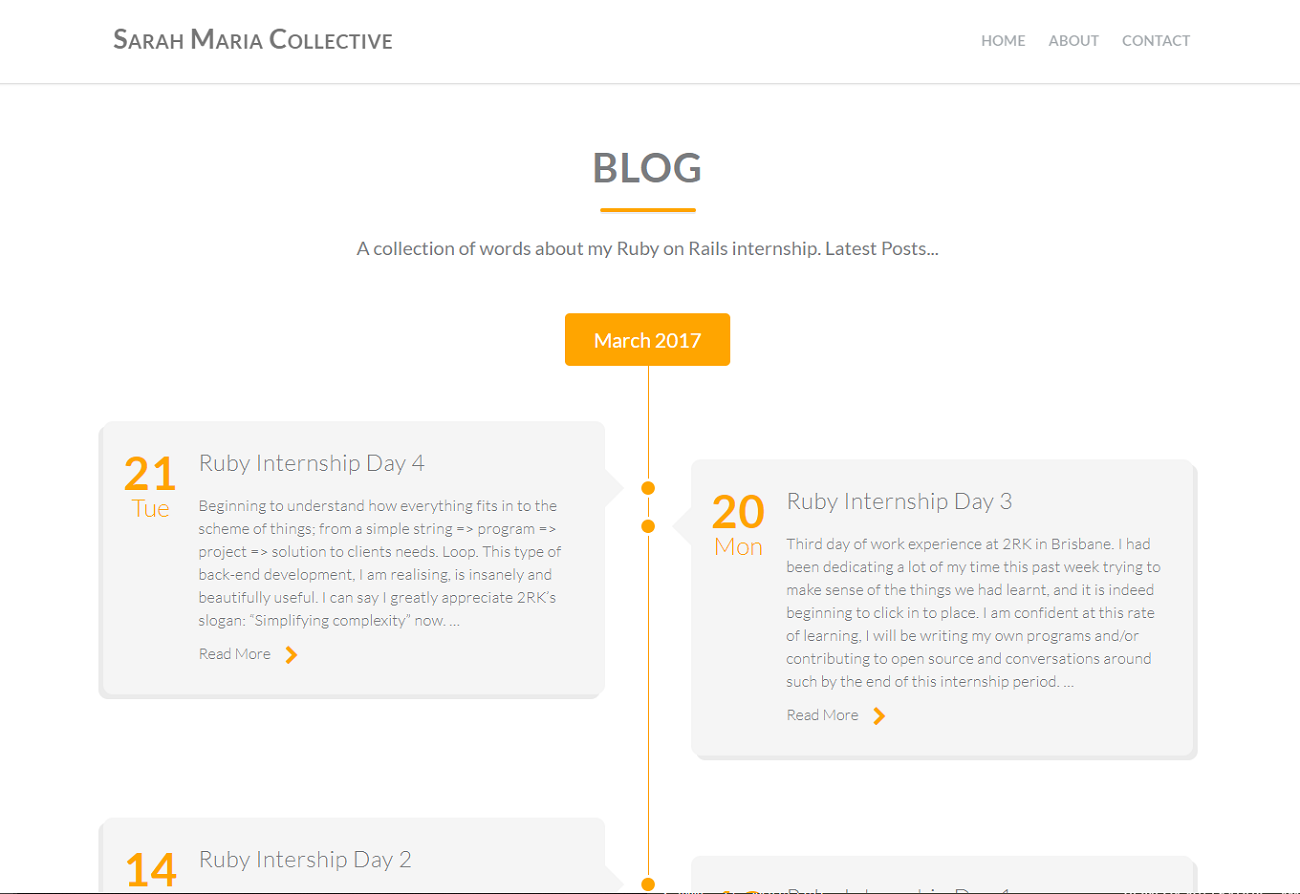 SARAH MARIA COLLECTIVE
HOME ABOUT CONTACT
BLOG
A collection of words about my Ruby on Rails internship. Latest Posts...
March 2017
21
Tue
Ruby Internship Day 4
Beginning to understand how everything fits in to the
scheme of things; from a simple string => program =>
project => solution to clients needs. Loop. This type of
back-end development, I am realising, is insanely and
beautifully useful. I can say I greatly appreciate 2RK’s
slogan: “Simplifying complexity” now. ...
Read More
20
Mon
Ruby Internship Day 3
Third day of work experience at 2RK in Brisbane. I had
been dedicating a lot of my time this past week trying to
make sense of the things we had learnt, and it is indeed
beginning to click in to place. I am confident at this rate
of learning, I will be writing my own programs and/or
contributing to open source and conversations around
such by the end of this internship period. ...
Read More
14
Ruby Intership Day 2